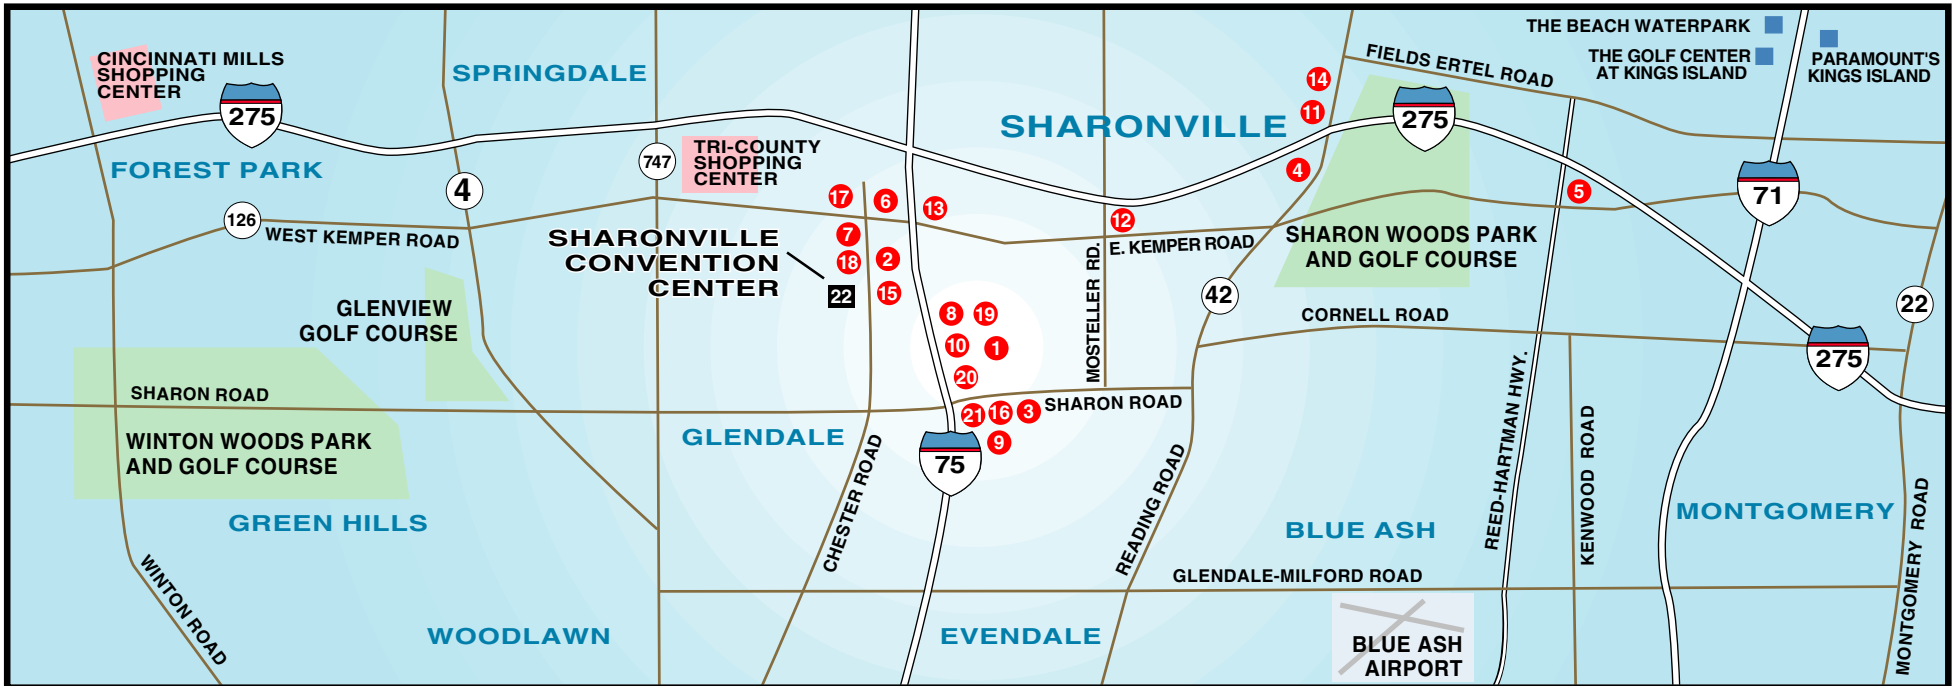 THE BEACH WATERPARK
THE GOLF CENTER
AT KINGS ISLAND
PARAMOUNT'S
KINGS ISLAND
FIELDS ERTEL ROAD
CINCINNATI MILLS
SHOPPING
CENTER
SPRINGDALE
275
SHARONVILLE
275
14
11
FOREST PARK
747
TRI-COUNTY
SHOPPING
CENTER
4
4
5
71
126
WEST KEMPER ROAD
17
6
13
12
E. KEMPER ROAD
SHARONVILLE
CONVENTION
CENTER
22
7
18
2
15
SHARON WOODS PARK
AND GOLF COURSE
MOSTELLER RD.
42
CORNELL ROAD
22
275
GLENVIEW
GOLF COURSE
8
19
10
1
20
SHARON ROAD
21
16
3
9
SHARON ROAD
WINTON WOODS PARK
AND GOLF COURSE
GLENDALE
75
CHESTER ROAD
READING ROAD
REED-HARTMAN HWY.
KENWOOD ROAD
MONTGOMERY
MONTGOMERY ROAD
GREEN HILLS
BLUE ASH
WINTON ROAD
GLENDALE-MILFORD ROAD
WOODLAWN
EVENDALE
BLUE ASH
AIRPORT